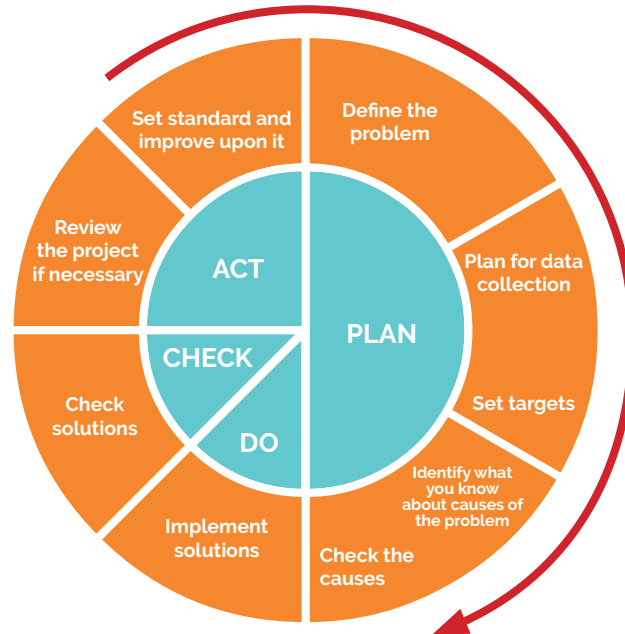 Define the
problem
Plan for data
collection
Set targets
Identify what
you know
about causes of
the problem
Check the
causes
Implement
solutions
Check
solutions
Review
the project
if necessary
Set standard and
improve upon it
PLAN
DO
CHECK
ACT